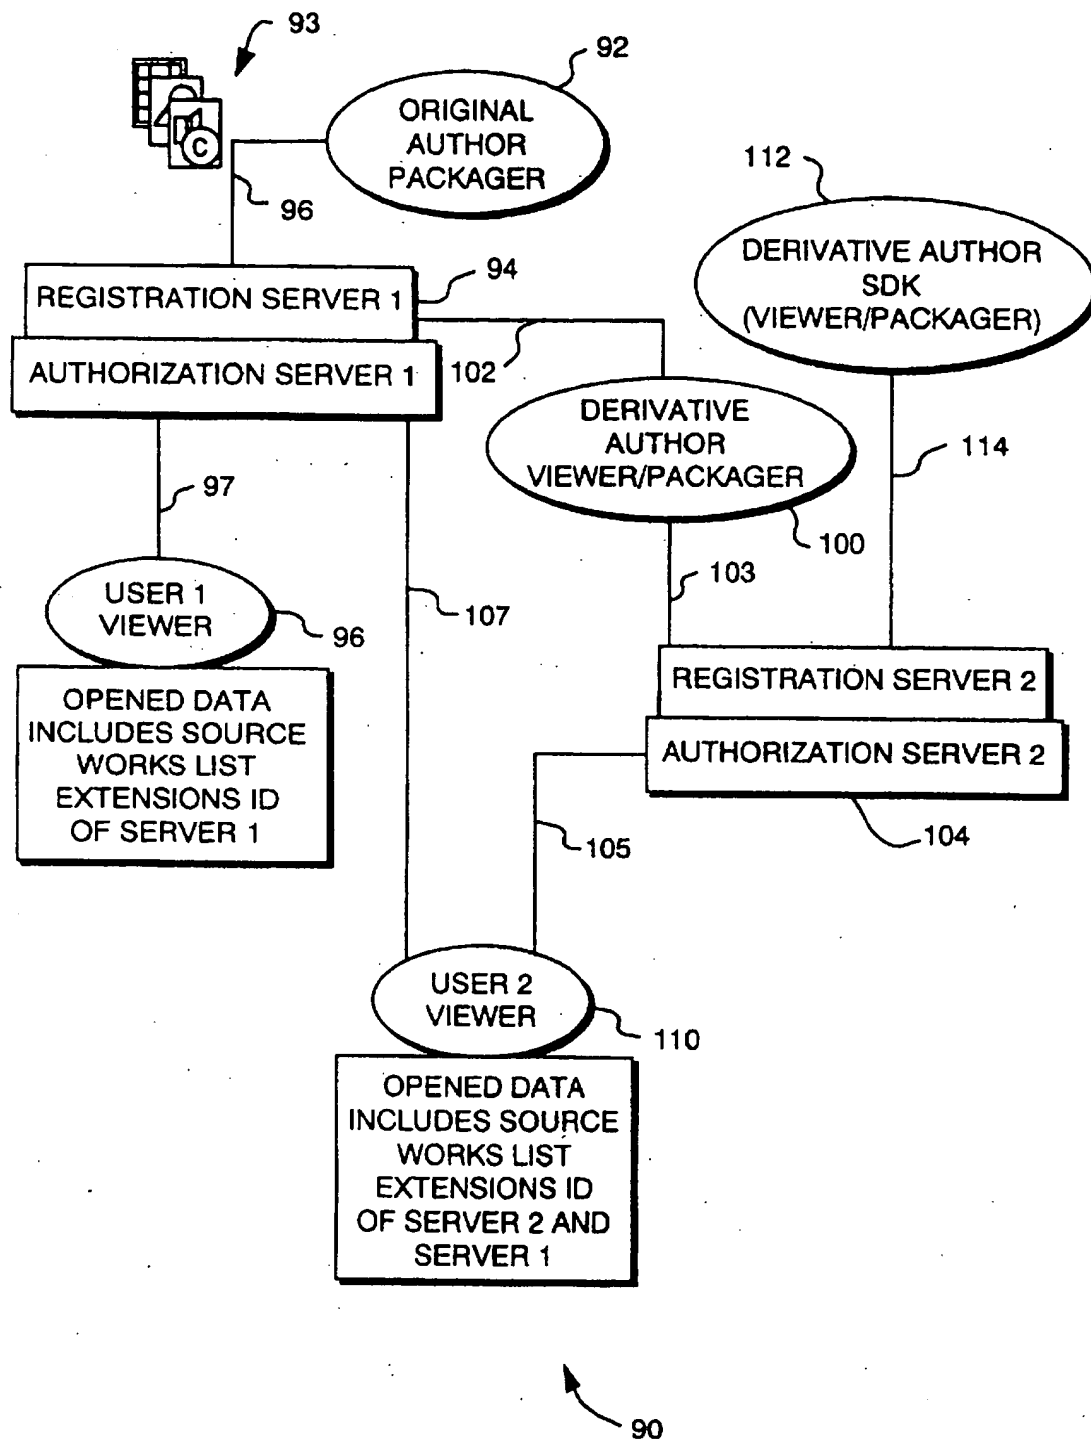 93
92
C
ORIGINAL
AUTHOR
PACKAGER
96
112
DERIVATIVE AUTHOR
SDK
(VIEWER/PACKAGER)
94
REGISTRATION SERVER 1
AUTHORIZATION SERVER 1
102
DERIVATIVE
AUTHOR
VIEWER/PACKAGER
114
97
100
103
107
USER 1
VIEWER
96
OPENED DATA
INCLUDES SOURCE
WORKS LIST
EXTENSIONS ID
OF SERVER 1
REGISTRATION SERVER 2
AUTHORIZATION SERVER 2
105
104
USER 2
VIEWER
110
OPENED DATA
INCLUDES SOURCE
WORKS LIST
EXTENSIONS ID
OF SERVER 2 AND
SERVER 1
90